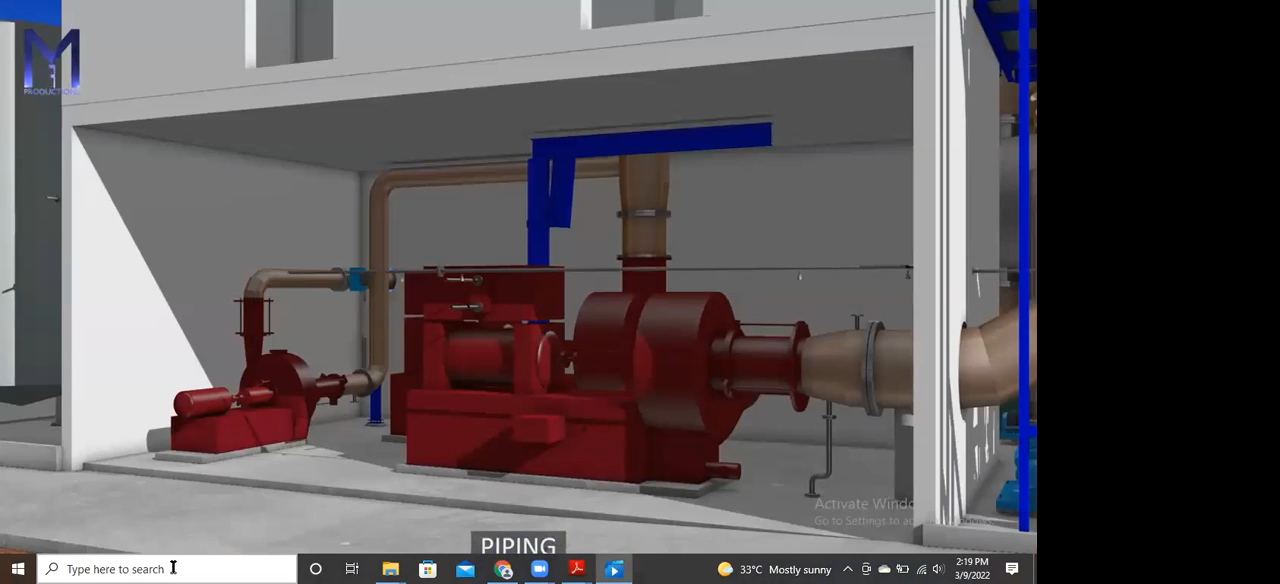 M
PRODUCTIONS
Activate Windo
Go to Settings to a
PIPING
Type here to search
33°C Mostly sunny
2:19 PM
3/9/2022